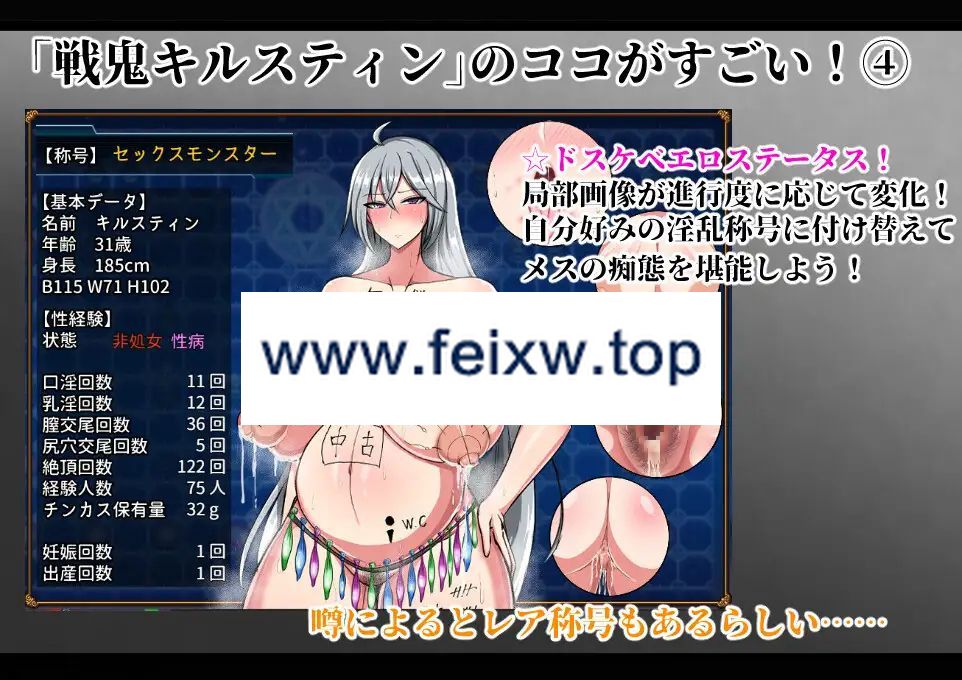 「戦鬼キルスティン」のココがすごい！④
【称号】 セックスモンスター
【基本データ】
名前 キルスティン
年齢 31歳
身長 185cm
B115 W71 H102
【性経験】
状態 非処女 性病
口淫回数 11回
乳淫回数 12回
膣交尾回数 36回
尻穴交尾回数 5回
絶頂回数 122回
経験人数 75人
チンカス保有量 32g
妊娠回数 1回
出産回数 1回
☆ドスケベエロステータス！
局部画像が進行度に応じて変化！
自分好みの淫乱称号に付け替えて
メスの痴態を堪能しよう！
www.feixw.top
中古
W.C
噂によるとレア称号もあるらしい……